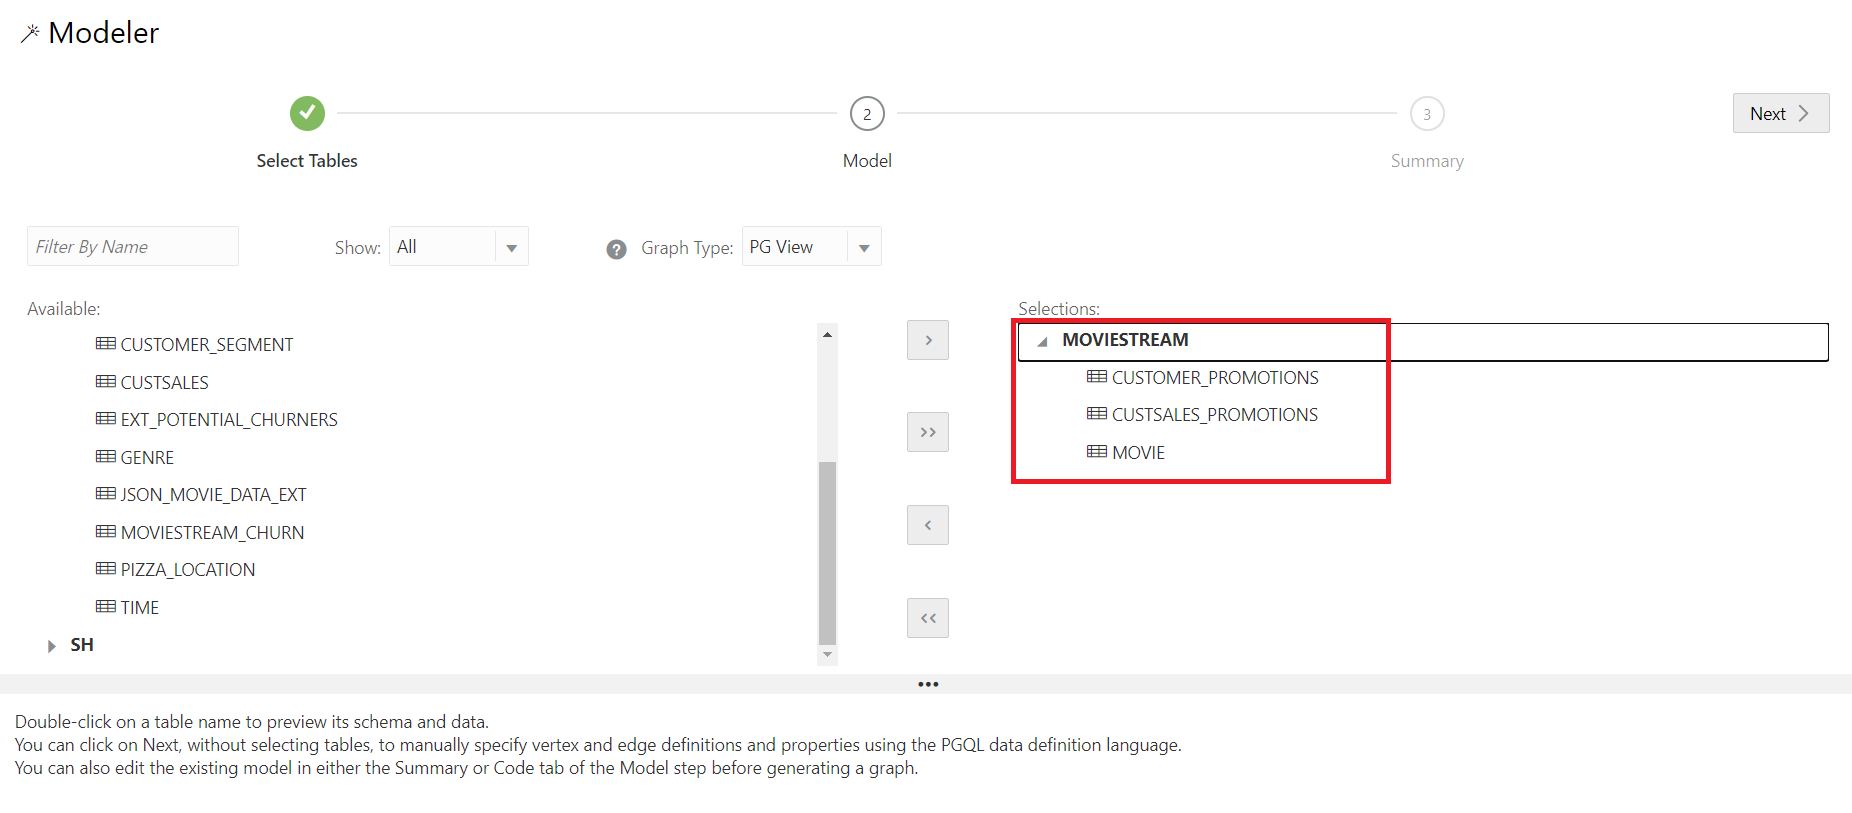 Modeler
2
3
Next
Select Tables
Model
Summary
Filter By Name
Show: All
? Graph Type: PG View
Available:
CUSTOMER_SEGMENT
CUSTSALES
EXT_POTENTIAL_CHURNERS
GENRE
JSON_MOVIE_DATA_EXT
MOVIESTREAM_CHURN
PIZZA_LOCATION
TIME
SH
>
>>
<
<<
Selections:
MOVIESTREAM
CUSTOMER_PROMOTIONS
CUSTSALES_PROMOTIONS
MOVIE
Double-click on a table name to preview its schema and data.
You can click on Next, without selecting tables, to manually specify vertex and edge definitions and properties using the PGQL data definition language.
You can also edit the existing model in either the Summary or Code tab of the Model step before generating a graph.